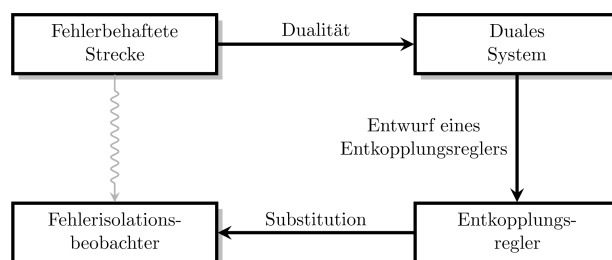 Fehlerbehaftete
Strecke
Dualität
Duales
System
Entwurf eines
Entkopplungsreglers
Fehlerisolations-
beobachter
Substitution
Entkopplungs-
regler